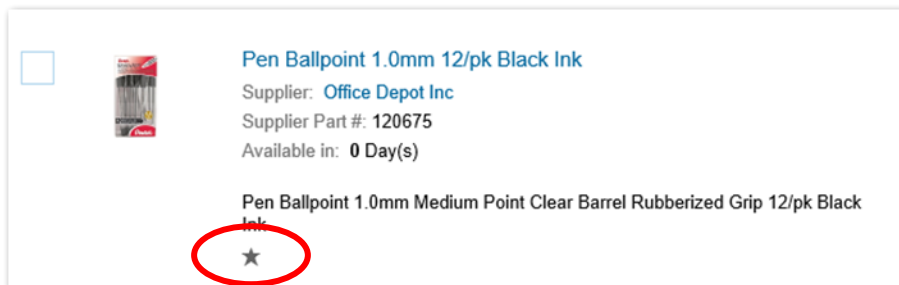 Pen Ballpoint 1.0mm 12/pk Black Ink
Supplier: Office Depot Inc
Supplier Part #: 120675
Available in: 0 Day(s)
Pen Ballpoint 1.0mm Medium Point Clear Barrel Rubberized Grip 12/pk Black
Ink